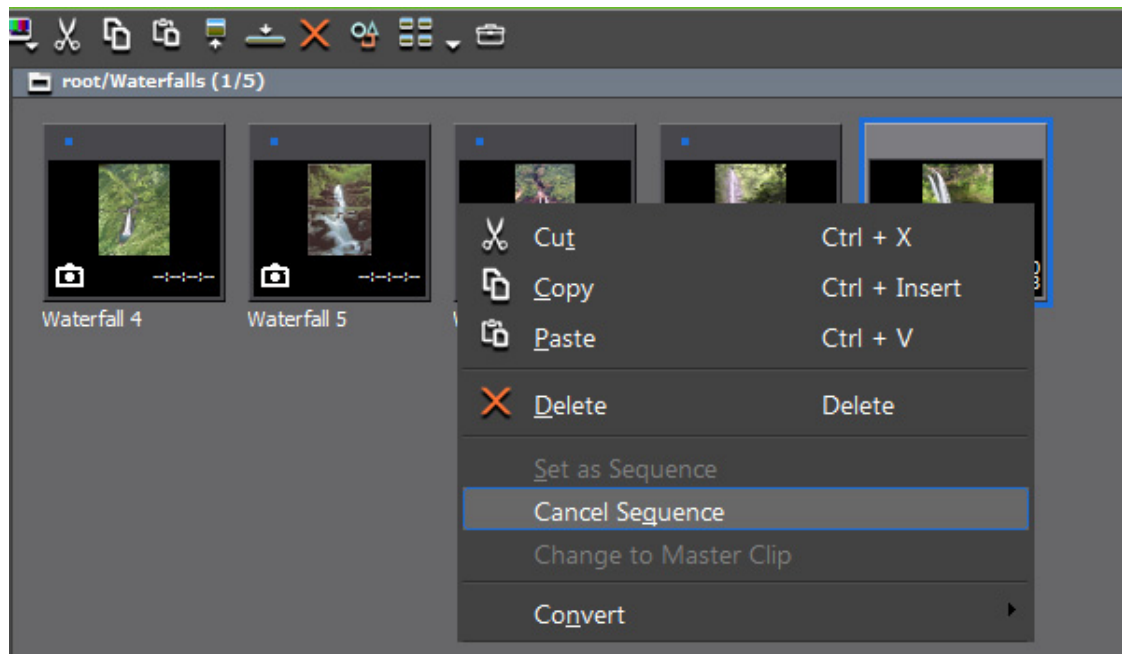 root/Waterfalls (1/5)
--:--:--:--
--:--:--:--
Waterfall 4
Waterfall 5
Cut Ctrl + X
Copy Ctrl + Insert
Paste Ctrl + V
Delete Delete
Set as Sequence
Cancel Sequence
Change to Master Clip
Convert